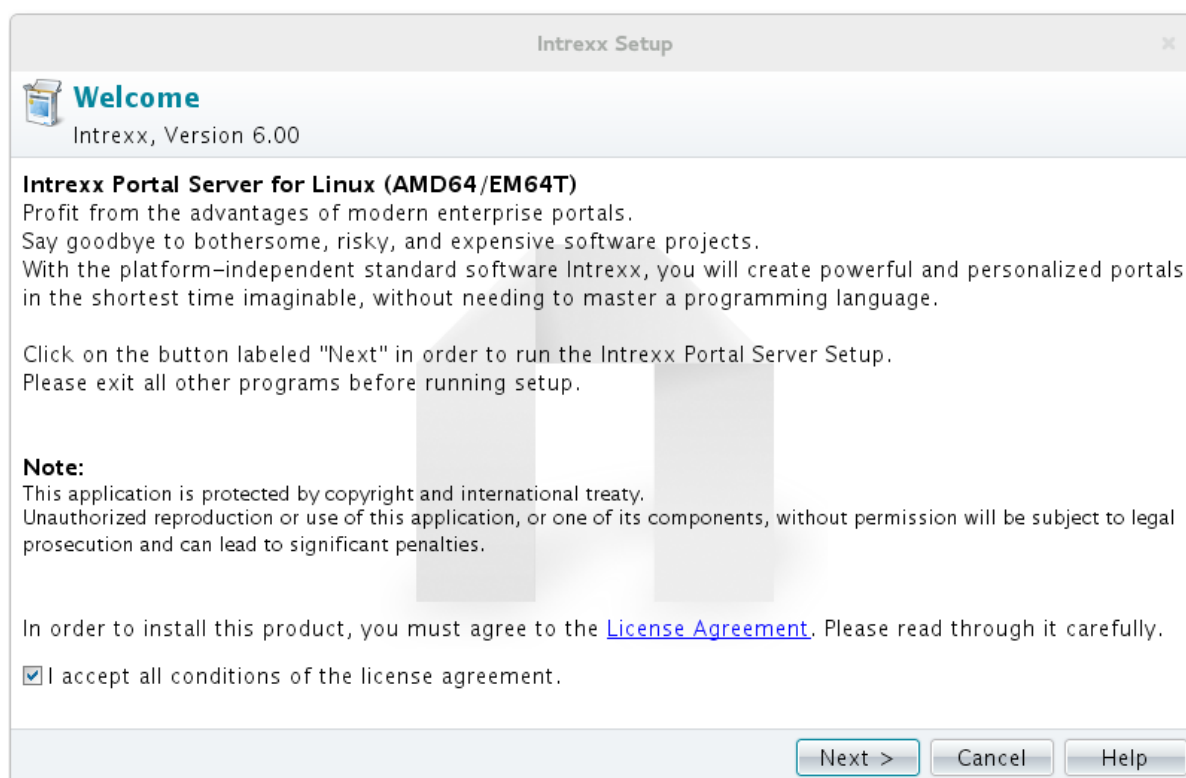 Intrexx Setup
Welcome
Intrexx, Version 6.00
Intrexx Portal Server for Linux (AMD64/EM64T)
Profit from the advantages of modern enterprise portals.
Say goodbye to bothersome, risky, and expensive software projects.
With the platform-independent standard software Intrexx, you will create powerful and personalized portals
in the shortest time imaginable, without needing to master a programming language.
Click on the button labeled "Next" in order to run the Intrexx Portal Server Setup.
Please exit all other programs before running setup.
Note:
This application is protected by copyright and international treaty.
Unauthorized reproduction or use of this application, or one of its components, without permission will be subject to legal
prosecution and can lead to significant penalties.
In order to install this product, you must agree to the License Agreement. Please read through it carefully.
I accept all conditions of the license agreement.
Next > Cancel Help